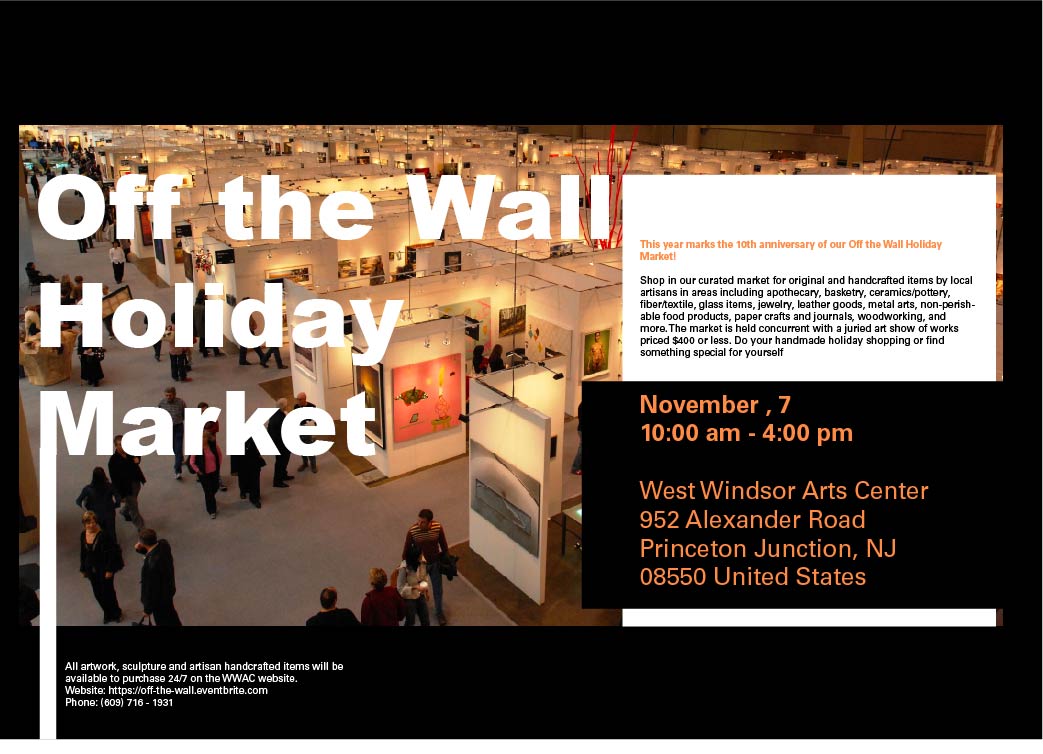 Off the Wall
Holiday
Market
This year marks the 10th anniversary of our Off the Wall Holiday
Market!
Shop in our curated market for original and handcrafted items by local
artisans in areas including apothecary, basketry, ceramics/pottery,
fiber/textile, glass items, jewelry, leather goods, metal arts, non-perish-
able food products, paper crafts and journals, woodworking, and
more.The market is held concurrent with a juried art show of works
priced $400 or less. Do your handmade holiday shopping or find
something special for yourself
November , 7
10:00 am - 4:00 pm
West Windsor Arts Center
952 Alexander Road
Princeton Junction, NJ
08550 United States
All artwork, sculpture and artisan handcrafted items will be
available to purchase 24/7 on the WWAC website.
Website: https://off-the-wall.eventbrite.com
Phone: (609) 716 - 1931